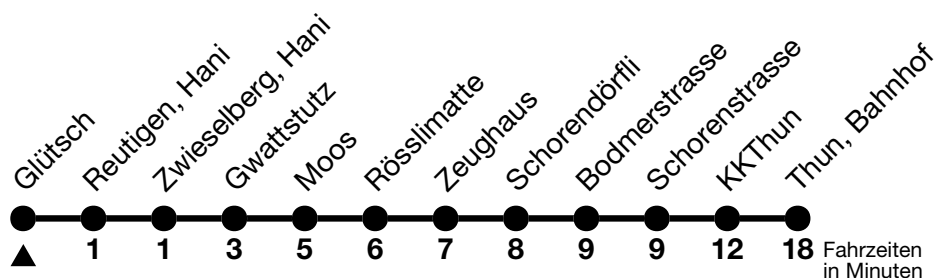 Glütsch
Reutigen, Hani
Zwieselberg, Hani
Gwattstutz
Moos
Rösslimatte
Zeughaus
Schorendörfli
Bodmerstrasse
Schorenstrasse
KKThun
Thun, Bahnhof
1 1 3 5 6 7 8 9 9 12 18 Fahrzeiten
in Minuten